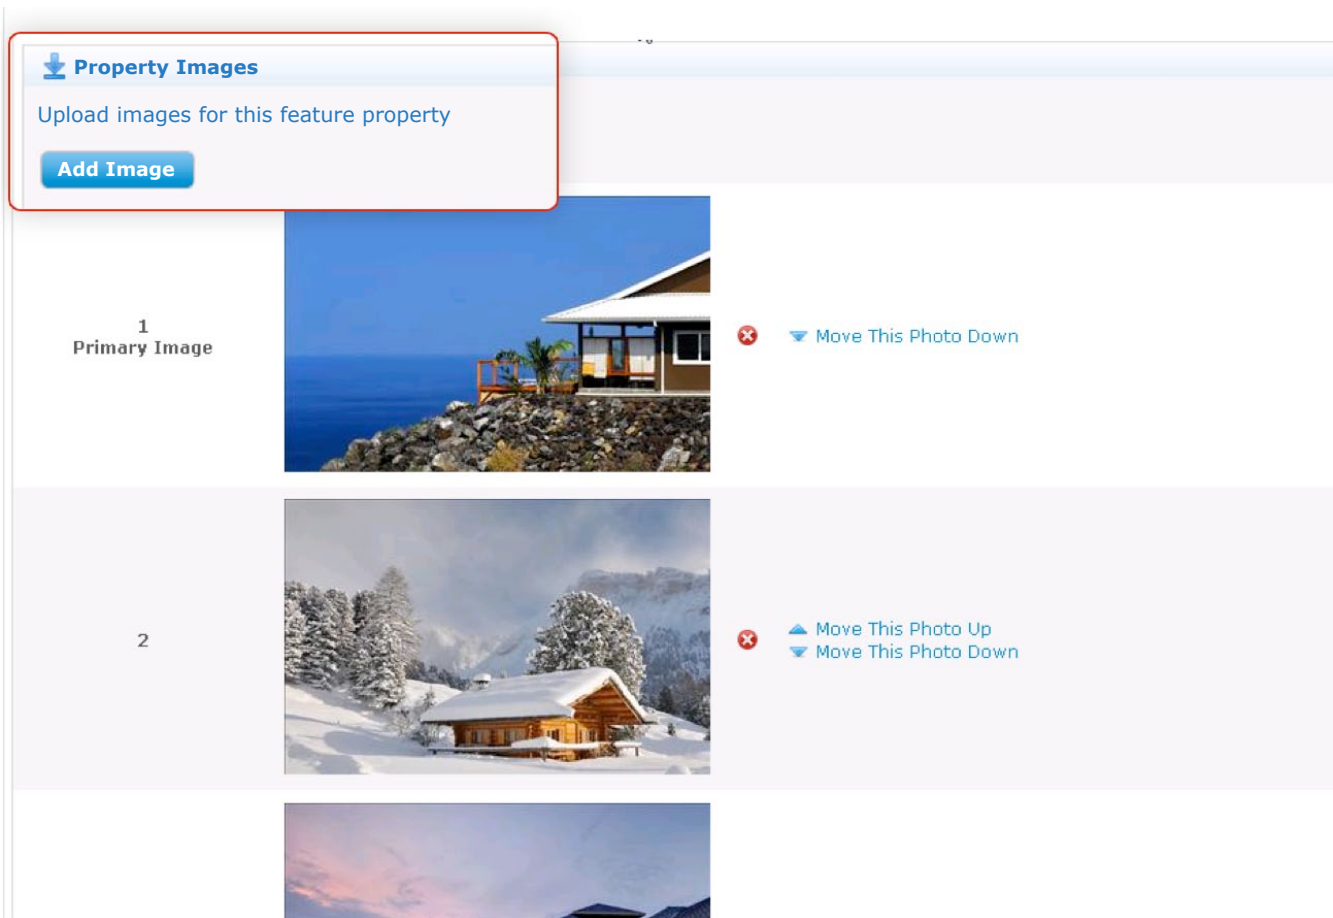 Property Images
Upload images for this feature property
Add Image
1
Primary Image
Move This Photo Down
2
Move This Photo Up
Move This Photo Down